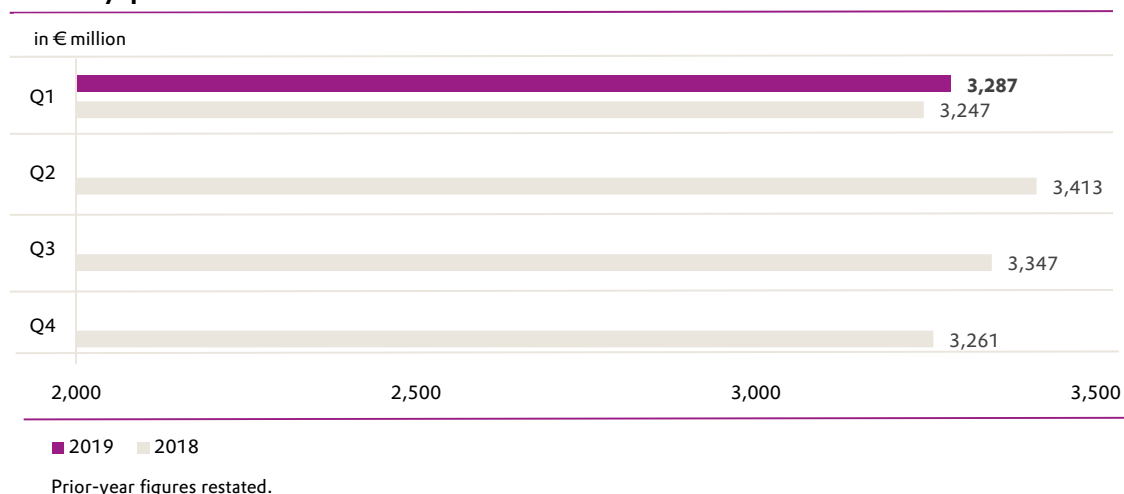 in € million
Q1
3,287
3,247
Q2
3,413
Q3
3,347
Q4
3,261
2,000 2,500 3,000 3,500
2019 2018
Prior-year figures restated.